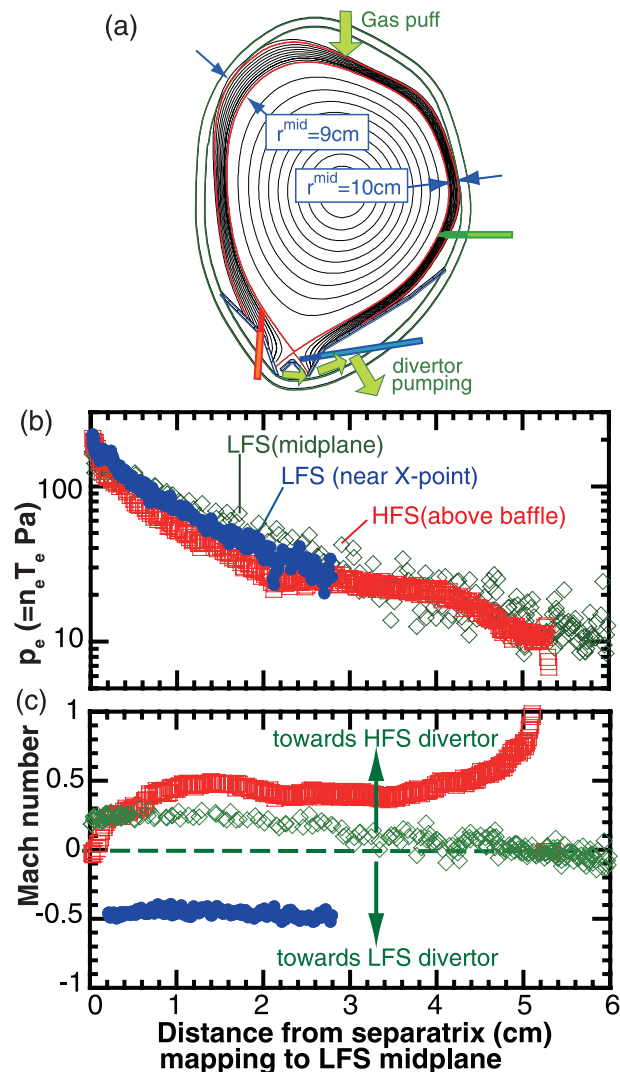 (a)
Gas puff
r^mid=9cm
r^mid=10cm
divertor
pumping
(b)
LFS(midplane)
LFS (near X-point)
HFS(above baffle)
100
10
p_e (=n_eT_e Pa)
(c)
1
0.5
0
-0.5
-1
Mach number
towards HFS divertor
towards LFS divertor
0 1 2 3 4 5 6
Distance from separatrix (cm)
mapping to LFS midplane